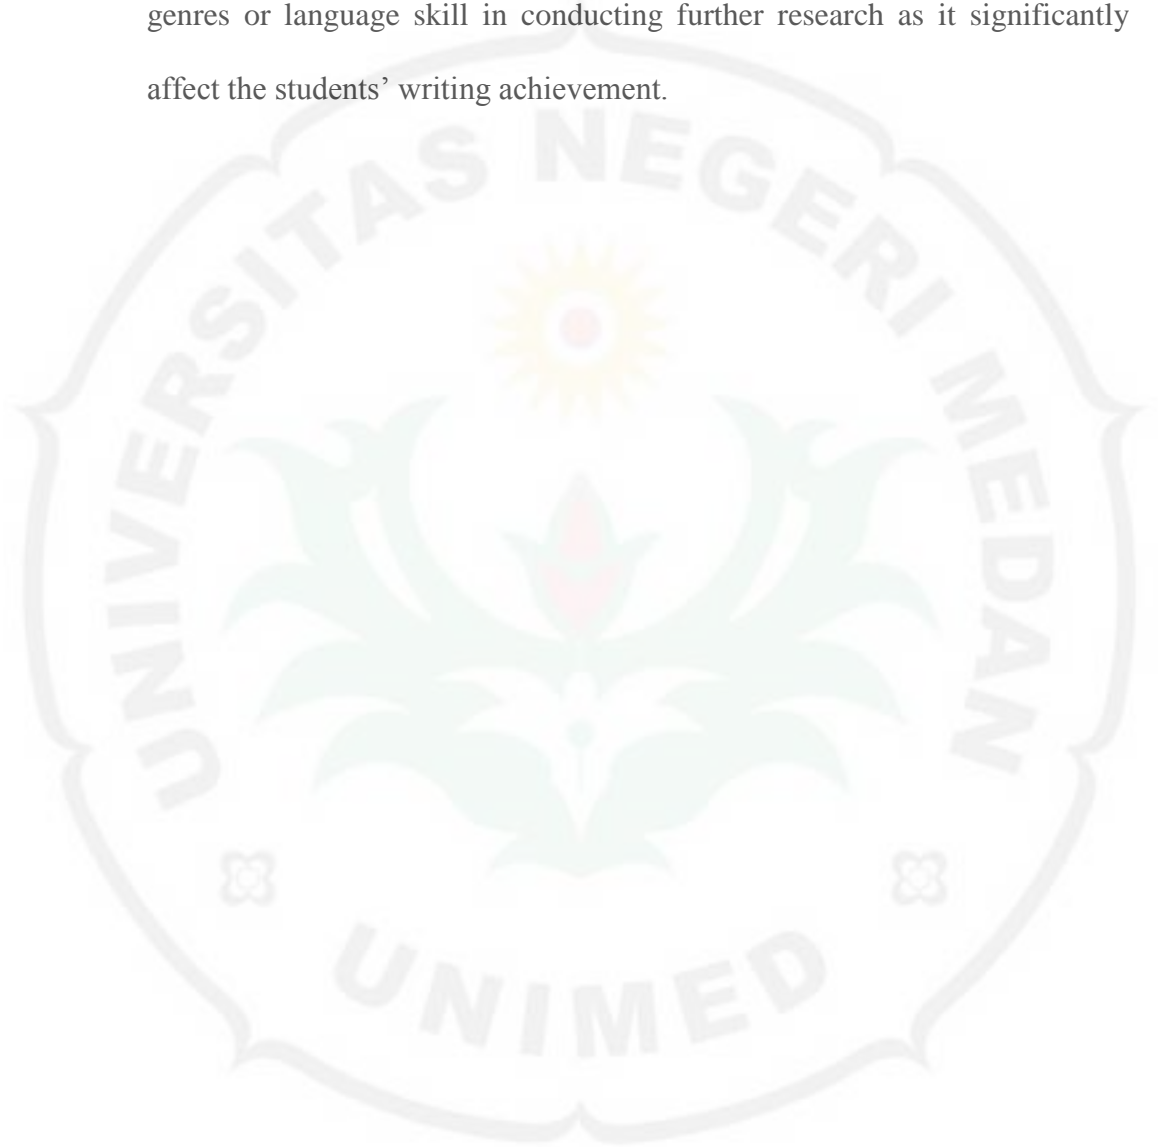 genres or language skill in conducting further research as it significantly
affect the students’ writing achievement.
UNIVERSITAS NEGERI MEDAN
UNIMED